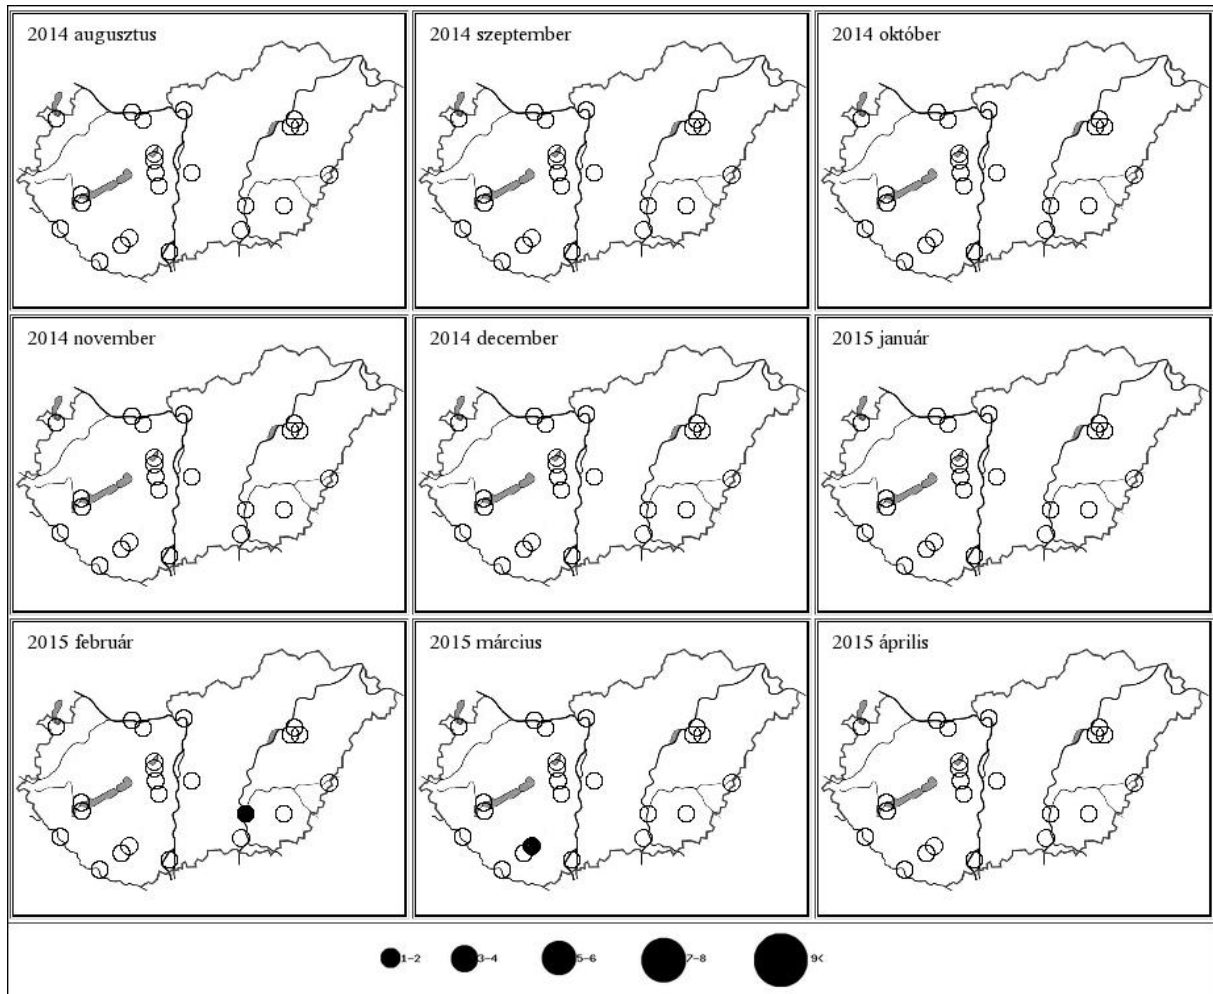 2014 augusztus
2014 szeptember
2014 október
2014 november
2014 december
2015 január
2015 február
2015 március
2015 április
1-2 3-4 5-6 7-8 9<